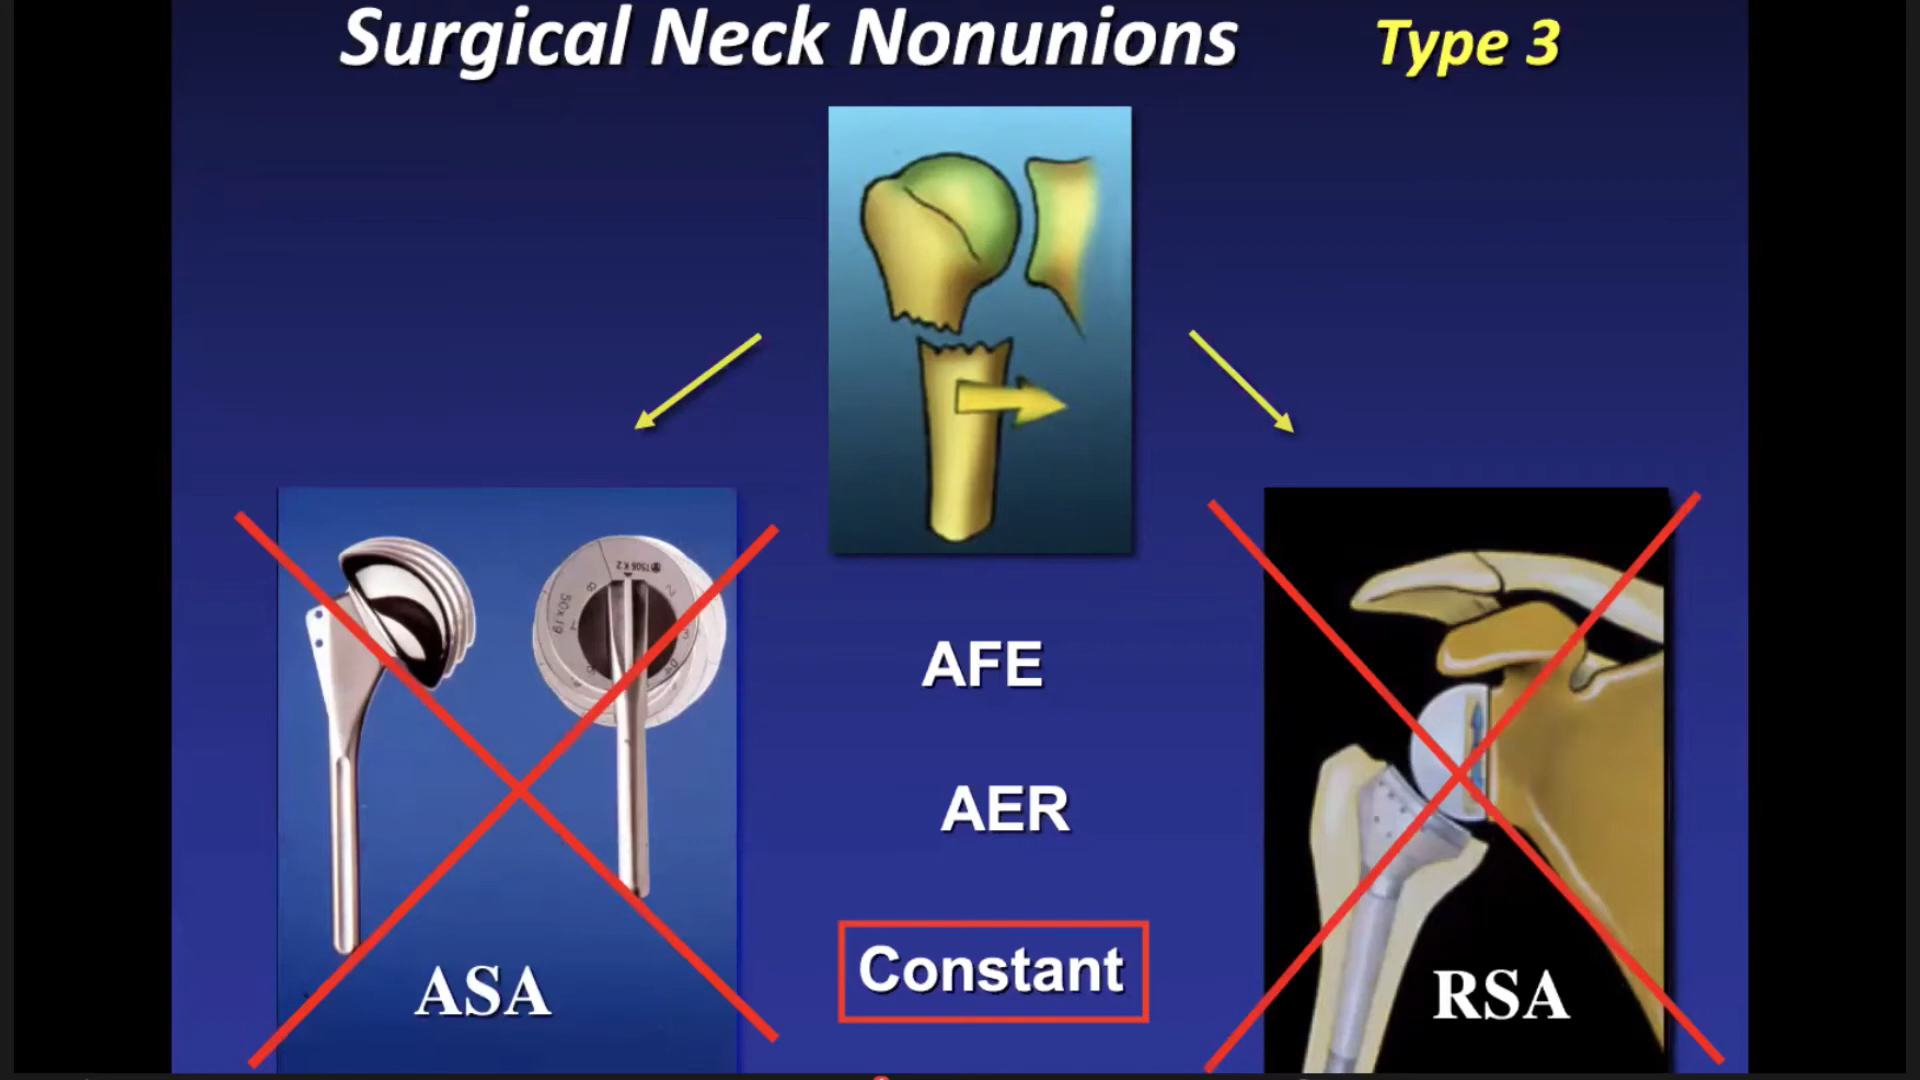 Surgical Neck Nonunions Type 3
AFE
AER
Constant
ASA
RSA